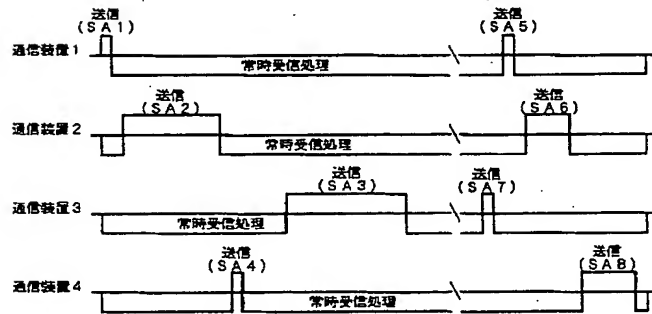 送信
(SA1)
送信
(SA5)
通信装置1
常時受信処理
送信
(SA2)
送信
(SA6)
通信装置2
常時受信処理
送信
(SA3)
送信
(SA7)
通信装置3
常時受信処理
送信
(SA4)
送信
(SA8)
通信装置4
常時受信処理